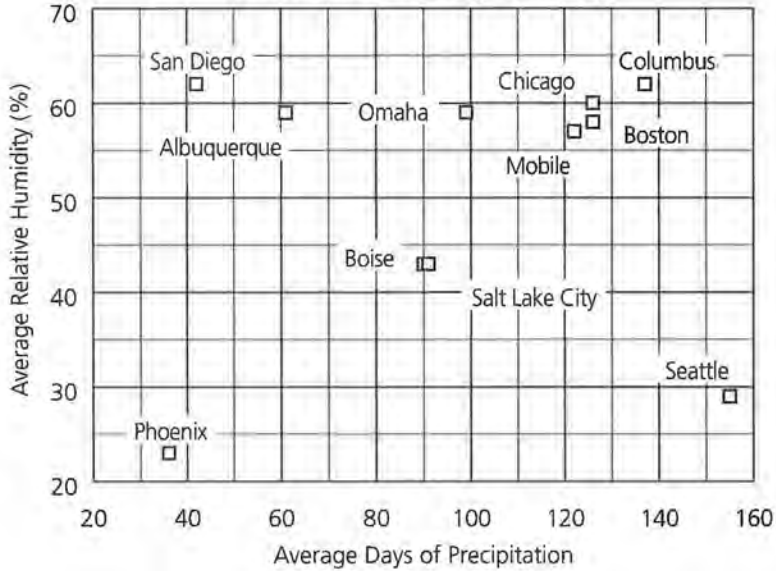 70
San Diego
Columbus
Chicago
60
Omaha
Boston
Albuquerque
Mobile
50
Boise
40
Salt Lake City
30
Seattle
Phoenix
20
20 40 60 80 100 120 140 160
Average Days of Precipitation
Average Relative Humidity (%)